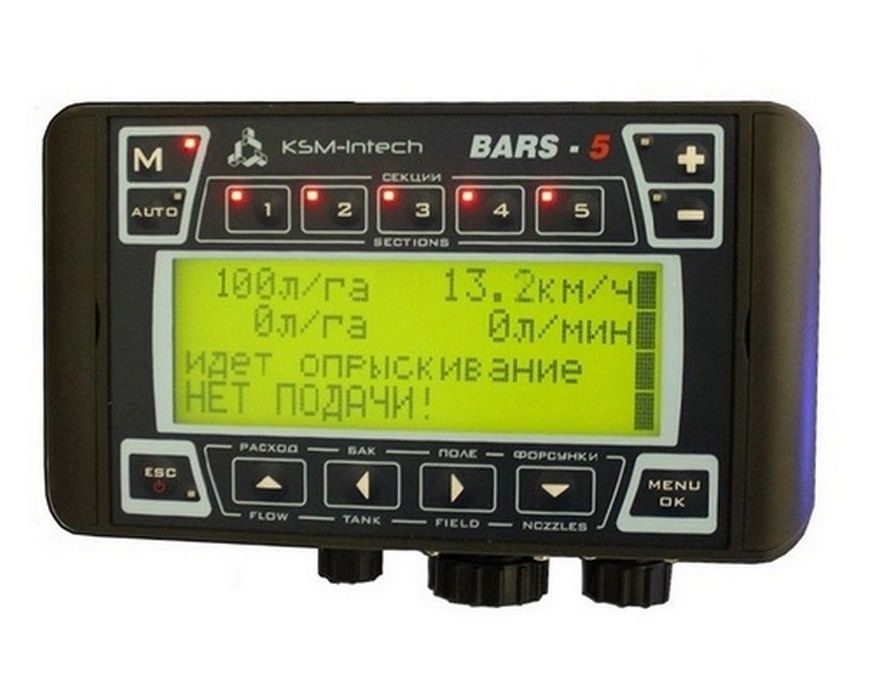 M
KSM-Intech
BARS - 5
+
AUTO
СЕКЦИИ
1 2 3 4 5
SECTIONS
-
100л/га 13.2км/ч
0л/га 0л/мин
идет опрыскивание
НЕТ ПОДАЧИ!
ESC
РАСХОД БАК ПОЛЕ ФОРСУНКИ
FLOW TANK FIELD NOZZLES
MENU
OK